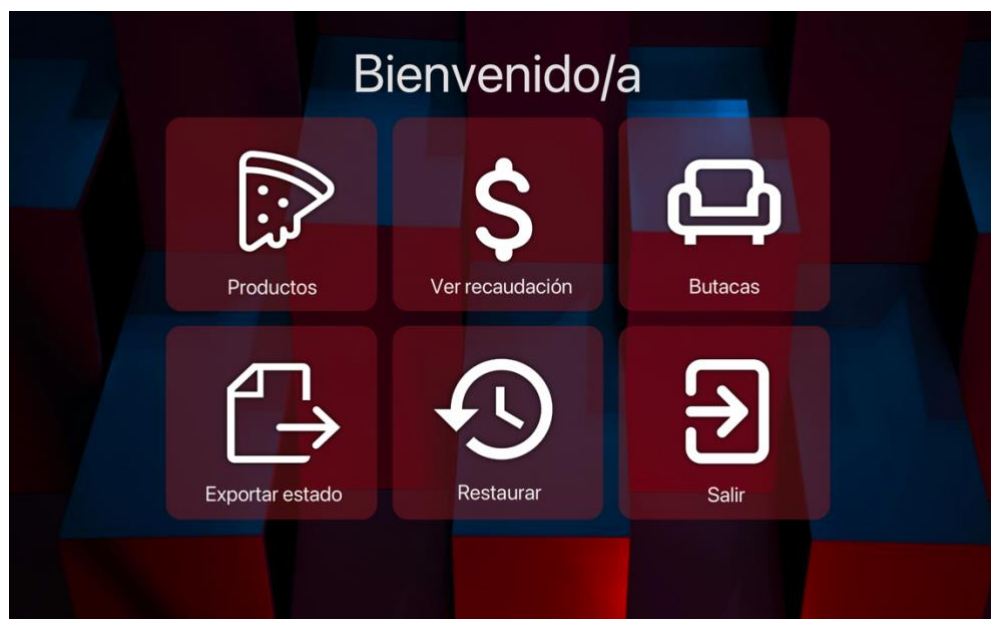 Bienvenido/a
Productos
Ver recaudación
Butacas
Exportar estado
Restaurar
Salir